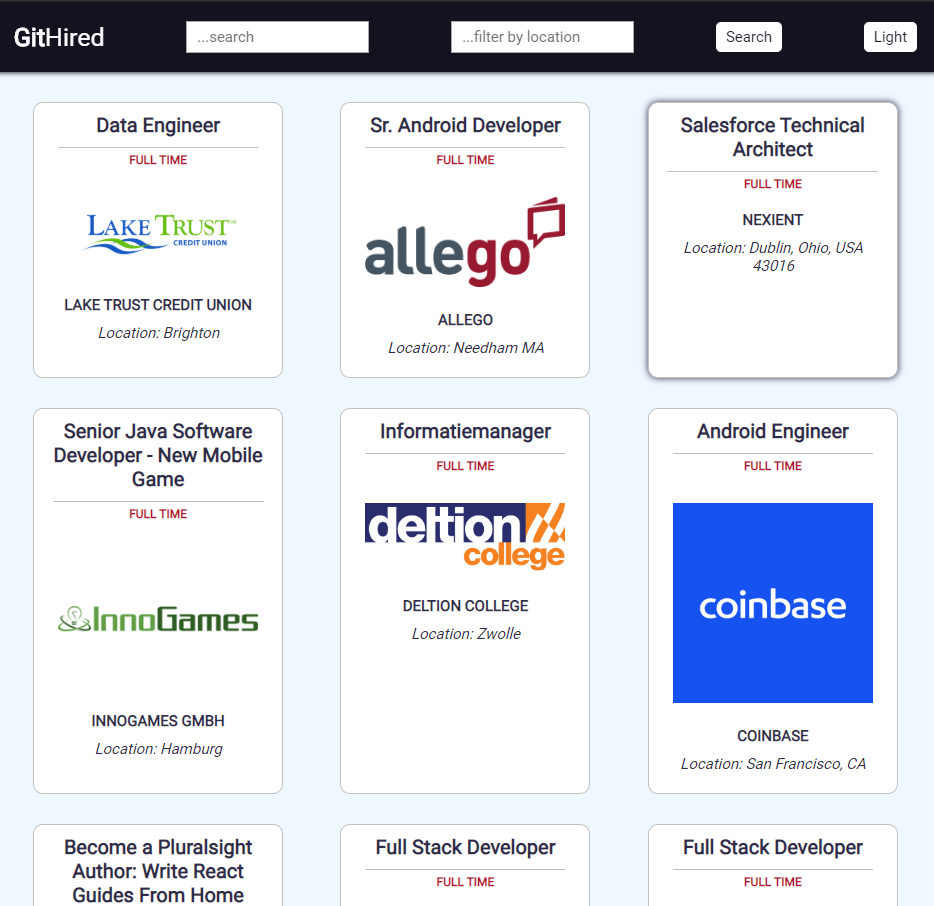 GitHired
...search
...filter by location
Search
Light
Data Engineer
FULL TIME
LAKE TRUST℠
CREDIT UNION
LAKE TRUST CREDIT UNION
Location: Brighton
Sr. Android Developer
FULL TIME
allego
ALLEGO
Location: Needham MA
Salesforce Technical
Architect
FULL TIME
NEXIENT
Location: Dublin, Ohio, USA
43016
Senior Java Software
Developer - New Mobile
Game
FULL TIME
InnoGames
INNOGAMES GMBH
Location: Hamburg
Informatiemanager
FULL TIME
deltion
college
DELTION COLLEGE
Location: Zwolle
Android Engineer
FULL TIME
coinbase
COINBASE
Location: San Francisco, CA
Become a Pluralsight
Author: Write React
Guides From Home
Full Stack Developer
FULL TIME
Full Stack Developer
FULL TIME